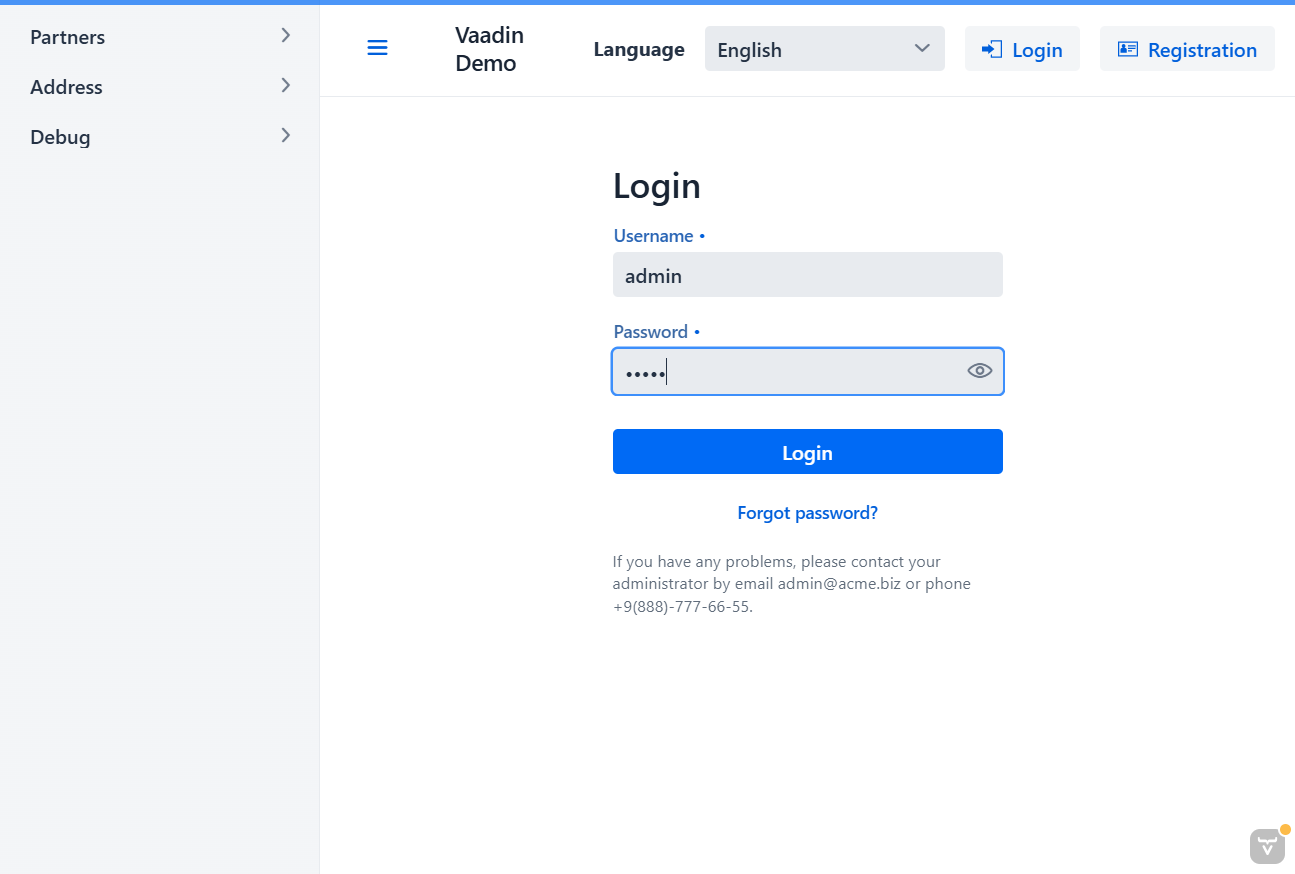 Partners
Address
Debug
Vaadin
Demo
Language
English
Login
Registration
Login
Username •
admin
Password •
•••••
Login
Forgot password?
If you have any problems, please contact your
administrator by email admin@acme.biz or phone
+9(888)-777-66-55.